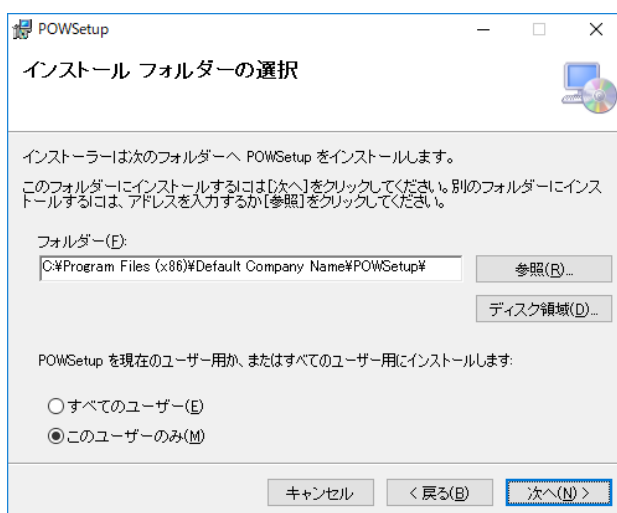 POWSetup
インストール フォルダーの選択
インストーラーは次のフォルダーへ POWSetup をインストールします。
このフォルダーにインストールするには[次へ]をクリックしてください。別のフォルダーにインス
トールするには、アドレスを入力するか[参照]をクリックしてください。
フォルダー(F):
C:¥Program Files (x86)¥Default Company Name¥POWSetup¥
参照(R)...
ディスク領域(D)...
POWSetup を現在のユーザー用か、またはすべてのユーザー用にインストールします:
すべてのユーザー(E)
このユーザーのみ(M)
キャンセル
< 戻る(B)
次へ(N) >